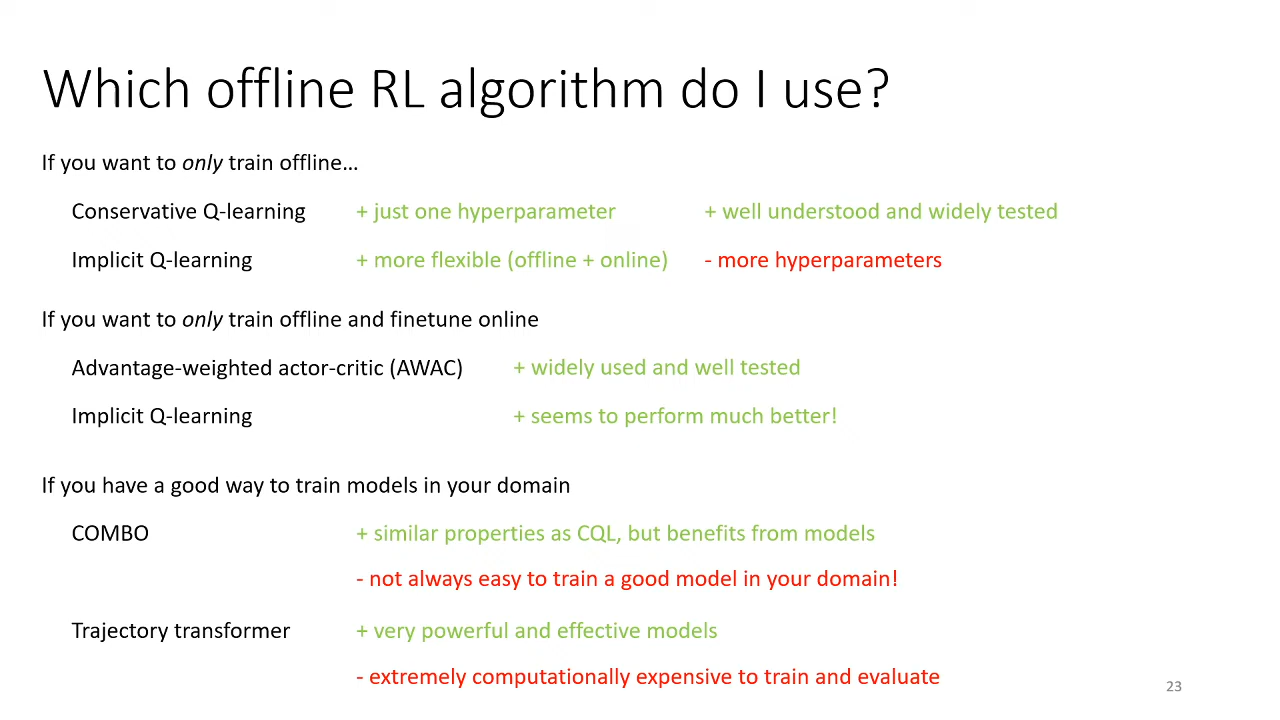 Which offline RL algorithm do I use?
If you want to only train offline…
Conservative Q-learning + just one hyperparameter + well understood and widely tested
Implicit Q-learning + more flexible (offline + online) - more hyperparameters
If you want to only train offline and finetune online
Advantage-weighted actor-critic (AWAC) + widely used and well tested
Implicit Q-learning + seems to perform much better!
If you have a good way to train models in your domain
COMBO + similar properties as CQL, but benefits from models
- not always easy to train a good model in your domain!
Trajectory transformer + very powerful and effective models
- extremely computationally expensive to train and evaluate
23